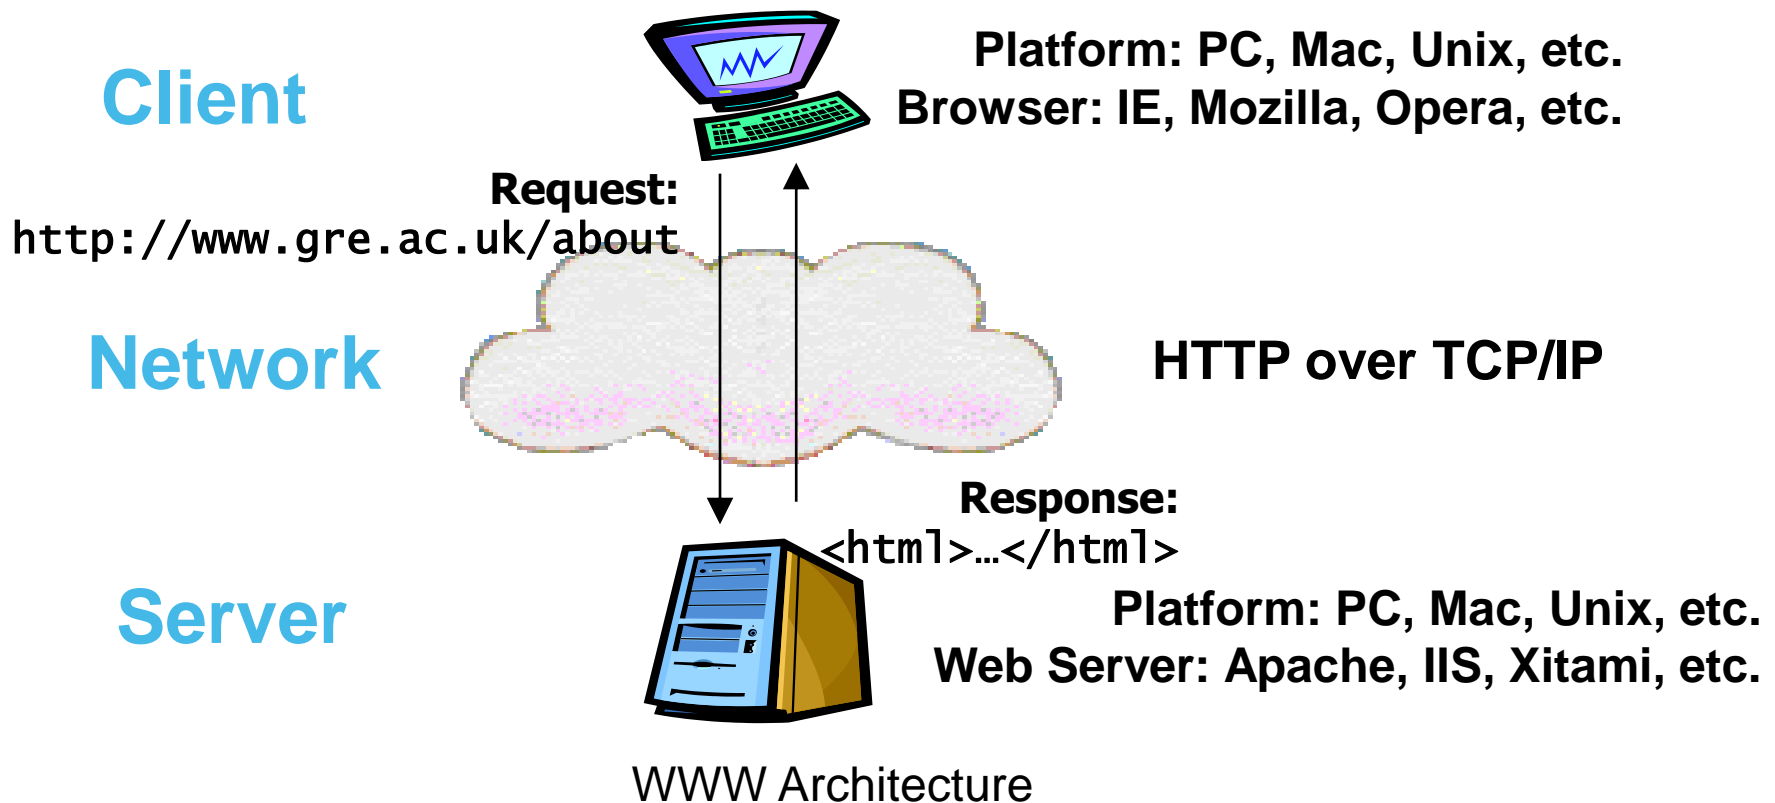 Client
Platform: PC, Mac, Unix, etc.
Browser: IE, Mozilla, Opera, etc.
Request:
http://www.gre.ac.uk/about
Network
HTTP over TCP/IP
Response:
<html>…</html>
Server
Platform: PC, Mac, Unix, etc.
Web Server: Apache, IIS, Xitami, etc.
WWW Architecture